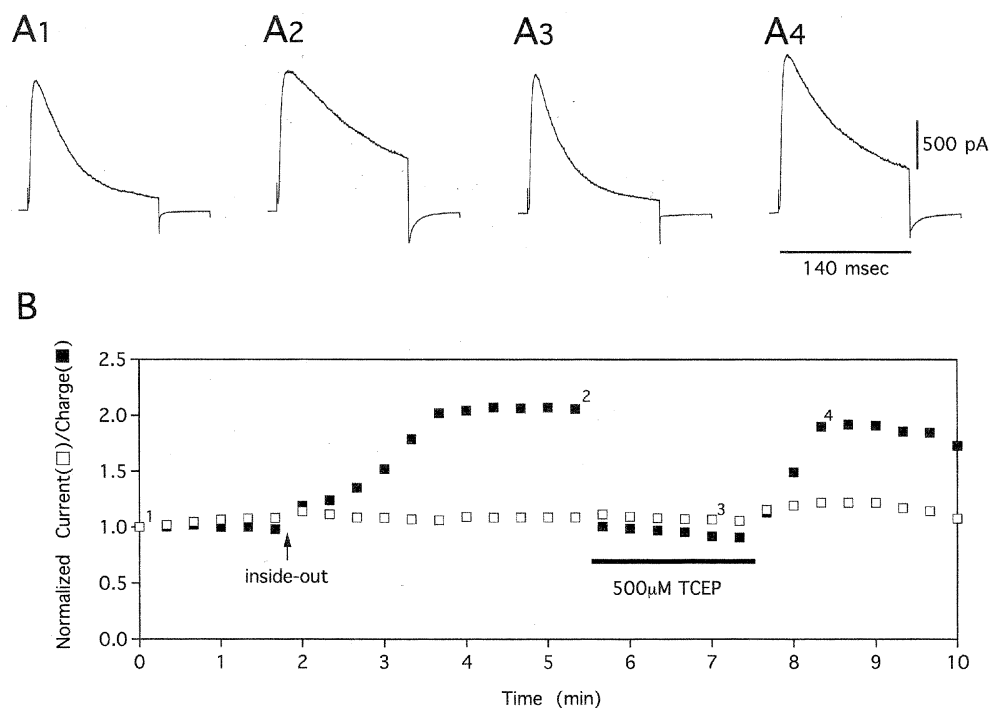 A1
A2
A3
A4
500 pA
140 msec
B
Normalized Current(□)/Charge(■)
2.5
2.0
1.5
1.0
0.5
0.0
1
2
3
4
inside-out
500μM TCEP
0 1 2 3 4 5 6 7 8 9 10
Time (min)